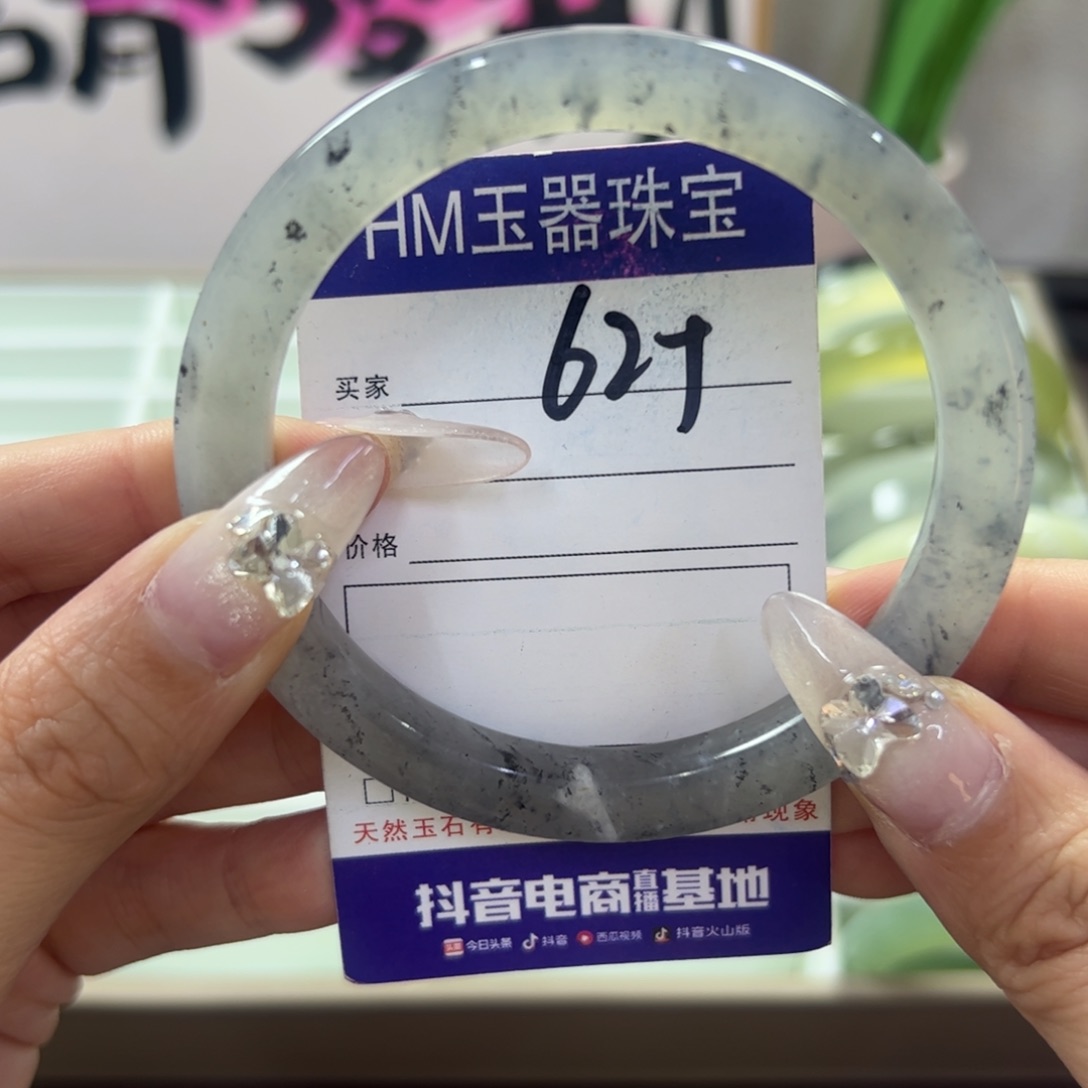 HM玉器珠宝
62+
买家
价格
天然玉石有
现象
抖音电商直播基地
今日头条 抖音 西瓜视频 抖音火山版